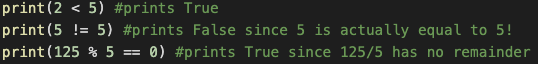 print(2 < 5) #prints True
print(5 != 5) #prints False since 5 is actually equal to 5!
print(125 % 5 == 0) #prints True since 125/5 has no remainder